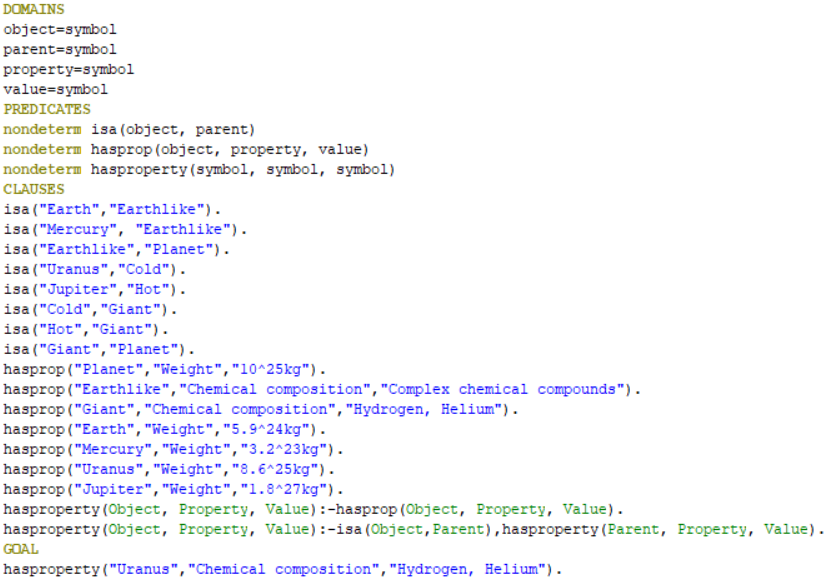 DOMAINS
object=symbol
parent=symbol
property=symbol
value=symbol
PREDICATES
nondeterm isa(object, parent)
nondeterm hasprop(object, property, value)
nondeterm hasproperty(symbol, symbol, symbol)
CLAUSES
isa("Earth","Earthlike").
isa("Mercury", "Earthlike").
isa("Earthlike","Planet").
isa("Uranus","Cold").
isa("Jupiter","Hot").
isa("Cold","Giant").
isa("Hot","Giant").
isa("Giant","Planet").
hasprop("Planet","Weight","10^25kg").
hasprop("Earthlike","Chemical composition","Complex chemical compounds").
hasprop("Giant","Chemical composition","Hydrogen, Helium").
hasprop("Earth","Weight","5.9^24kg").
hasprop("Mercury","Weight","3.2^23kg").
hasprop("Uranus","Weight","8.6^25kg").
hasprop("Jupiter","Weight","1.8^27kg").
hasproperty(Object, Property, Value):-hasprop(Object, Property, Value).
hasproperty(Object, Property, Value):-isa(Object,Parent),hasproperty(Parent, Property, Value).
GOAL
hasproperty("Uranus","Chemical composition","Hydrogen, Helium").